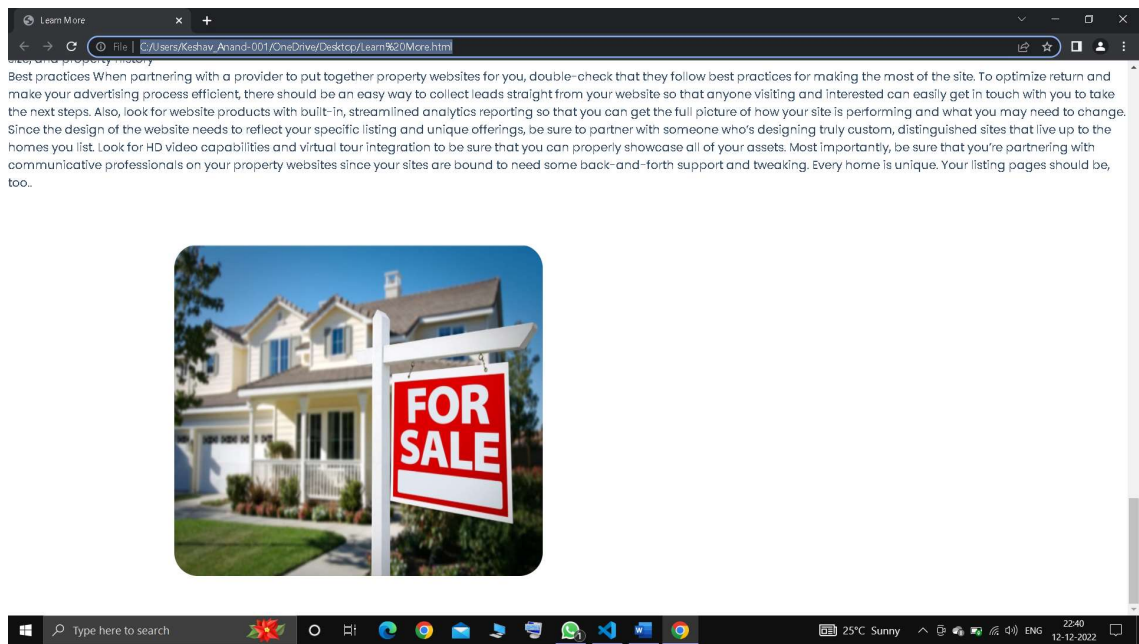 Learn More
File
C:/Users/Keshav_Anand-001/OneDrive/Desktop/Learn%20More.html
size, and property history
Best practices When partnering with a provider to put together property websites for you, double-check that they follow best practices for making the most of the site. To optimize return and
make your advertising process efficient, there should be an easy way to collect leads straight from your website so that anyone visiting and interested can easily get in touch with you to take
the next steps. Also, look for website products with built-in, streamlined analytics reporting so that you can get the full picture of how your site is performing and what you may need to change.
Since the design of the website needs to reflect your specific listing and unique offerings, be sure to partner with someone who's designing truly custom, distinguished sites that live up to the
homes you list. Look for HD video capabilities and virtual tour integration to be sure that you can properly showcase all of your assets. Most importantly, be sure that you're partnering with
communicative professionals on your property websites since your sites are bound to need some back-and-forth support and tweaking. Every home is unique. Your listing pages should be,
too..
FOR
SALE
Type here to search
1
25°C Sunny
ENG
22:40
12-12-2022